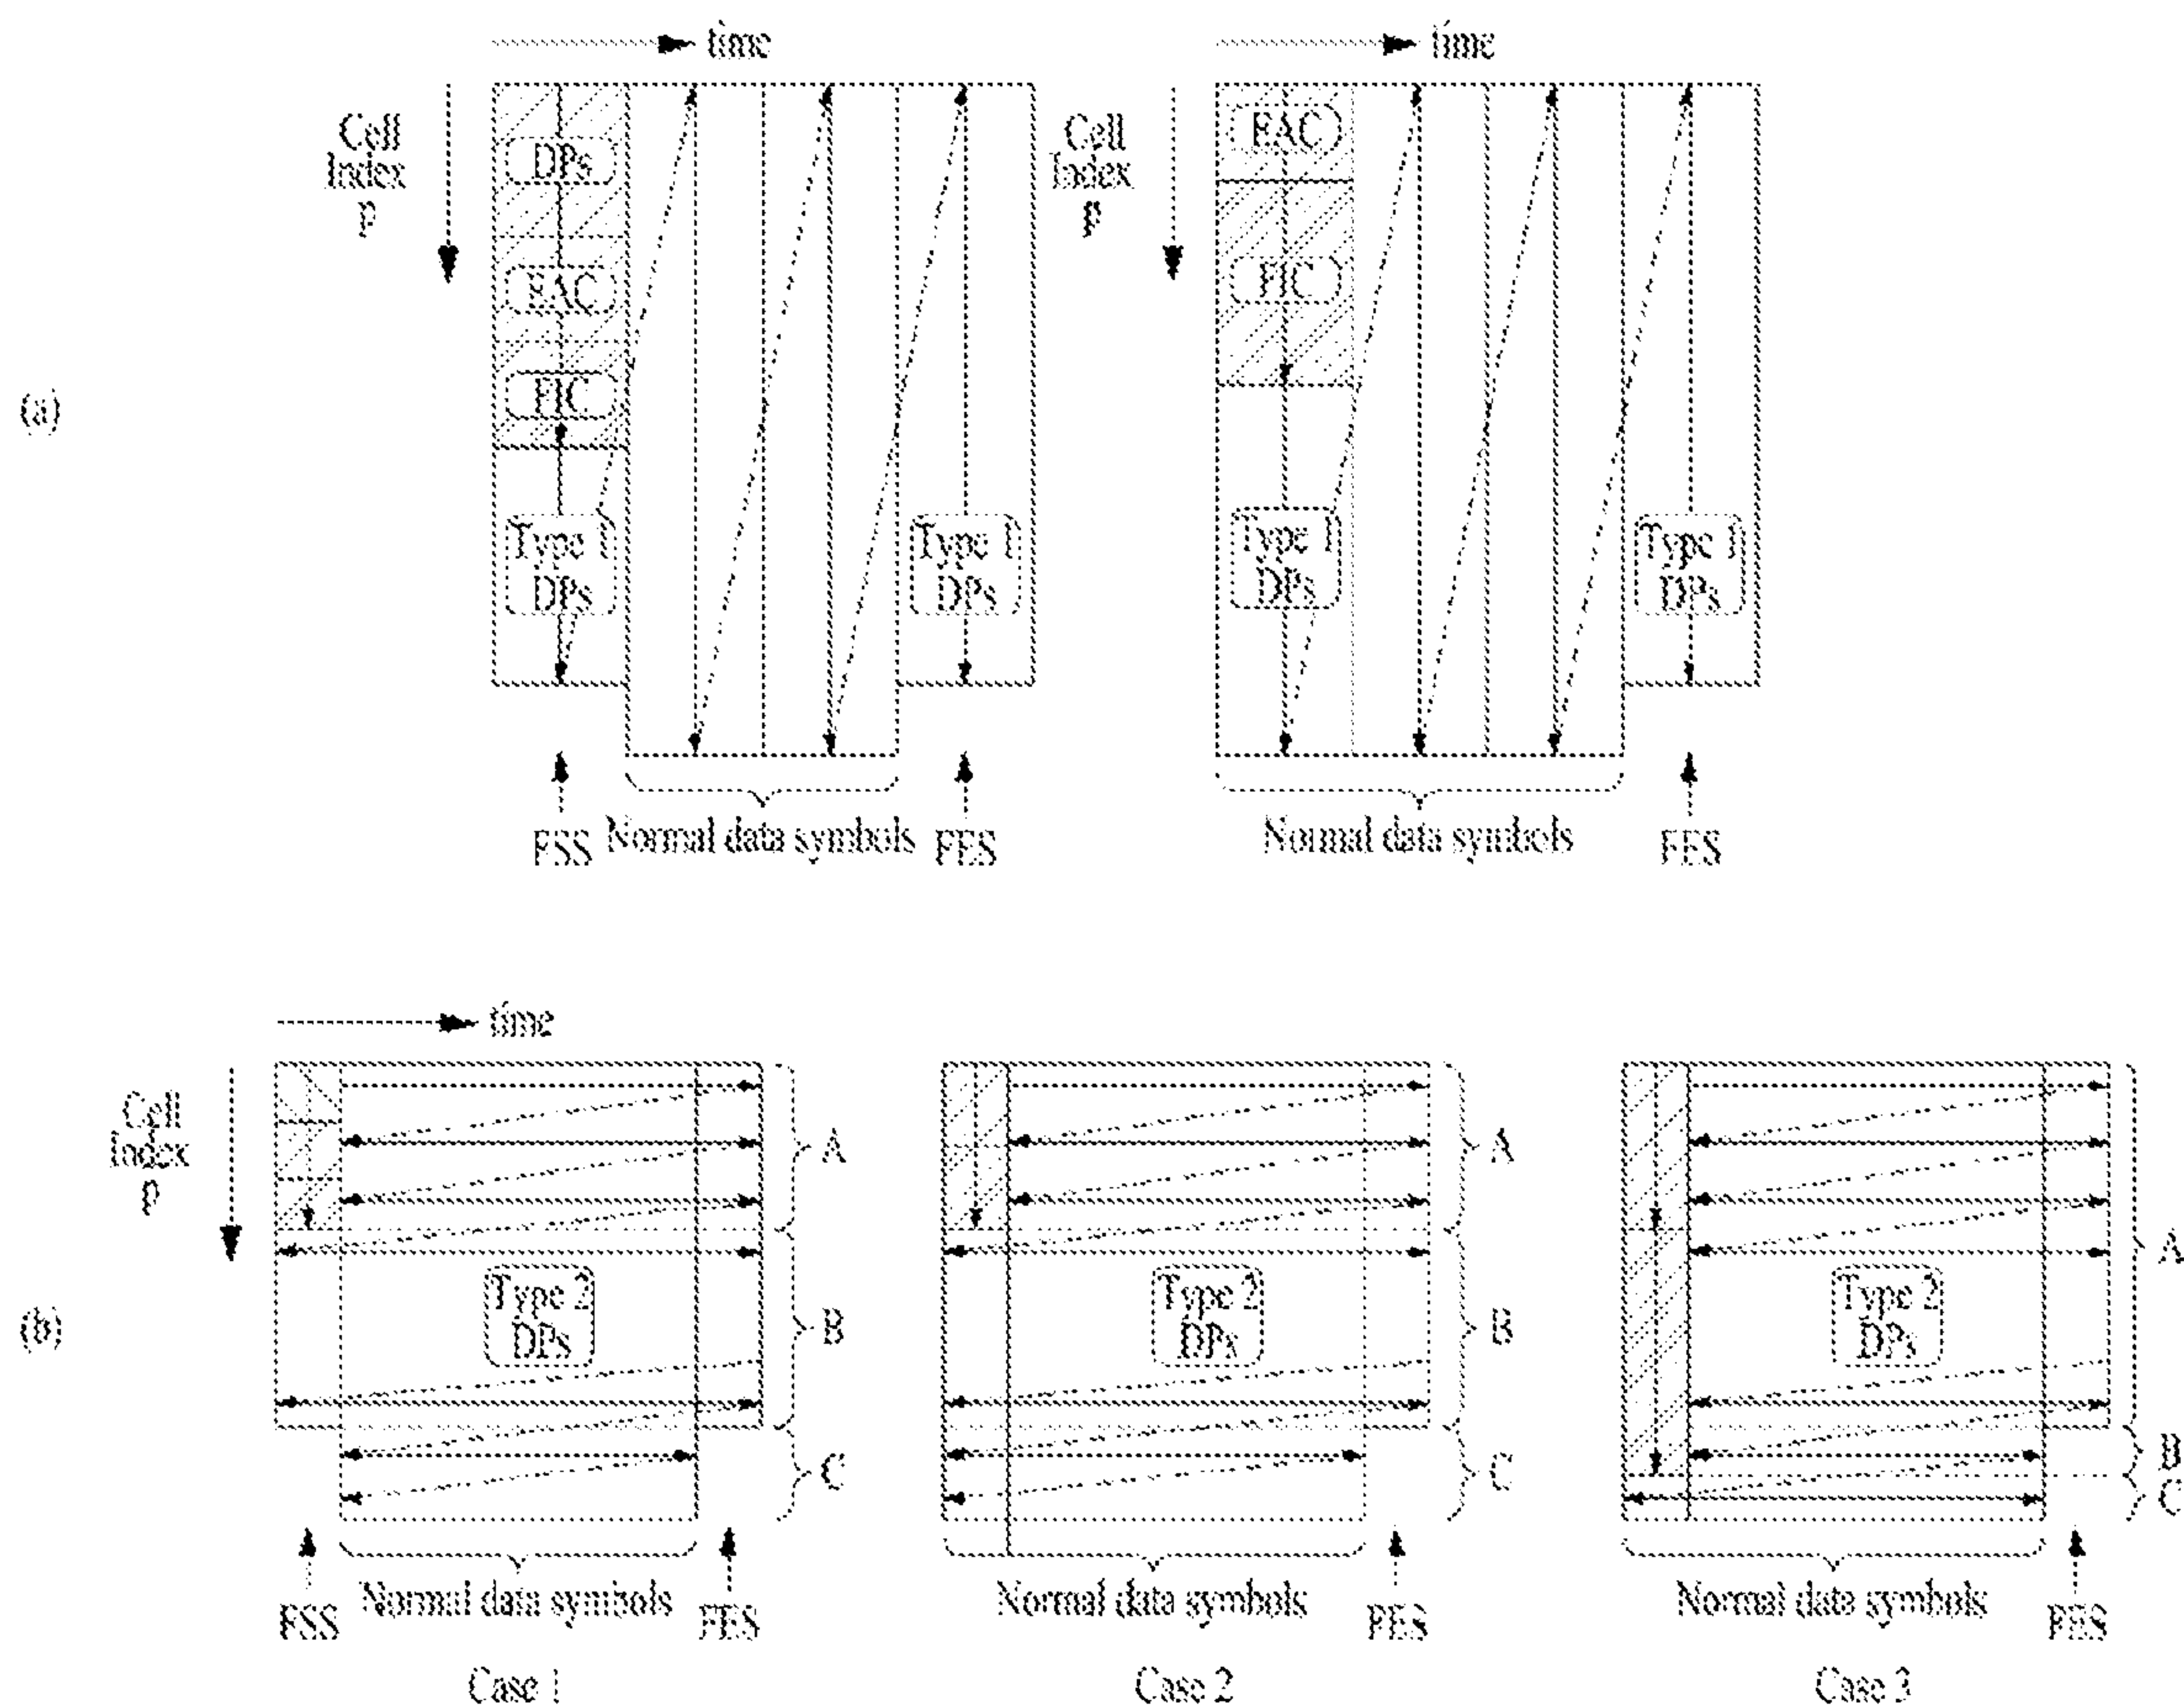 time
Cell
Index
p
DPs
EAC
FIC
Type 1
DPs
Type 1
DPs
FSS
Normal data symbols
FES
time
Cell
Index
p
EAC
FIC
Type 1
DPs
Type 1
DPs
Normal data symbols
FES
(a)
time
Cell
Index
p
Type 2
DPs
A
B
C
FSS
Normal data symbols
FES
Case 1
Type 2
DPs
A
B
C
Normal data symbols
FES
Case 2
Type 2
DPs
A
B
C
Normal data symbols
FES
Case 3
(b)